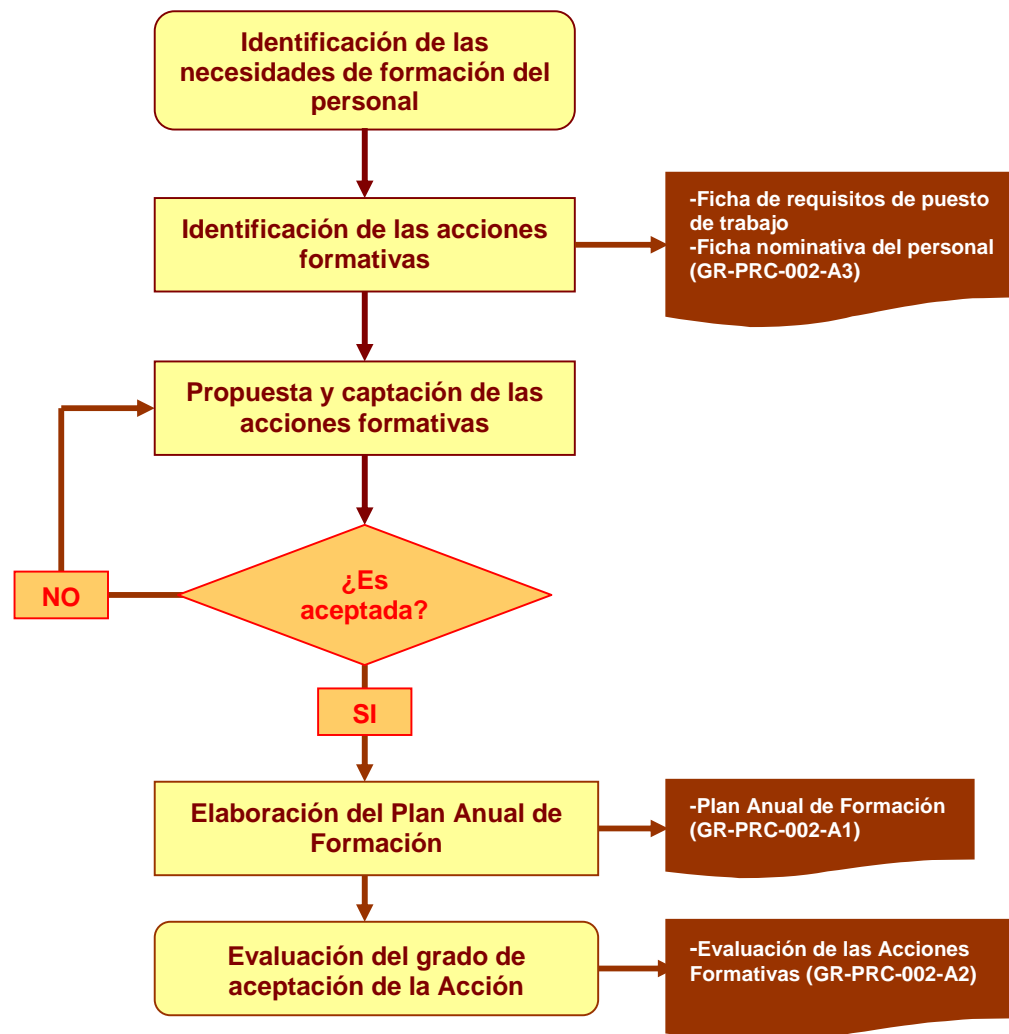 Identificación de las
necesidades de formación del
personal
Identificación de las acciones
formativas
-Ficha de requisitos de puesto
de trabajo
-Ficha nominativa del personal
(GR-PRC-002-A3)
Propuesta y captación de las
acciones formativas
¿Es
aceptada?
NO
SI
Elaboración del Plan Anual de
Formación
-Plan Anual de Formación
(GR-PRC-002-A1)
Evaluación del grado de
aceptación de la Acción
-Evaluación de las Acciones
Formativas (GR-PRC-002-A2)